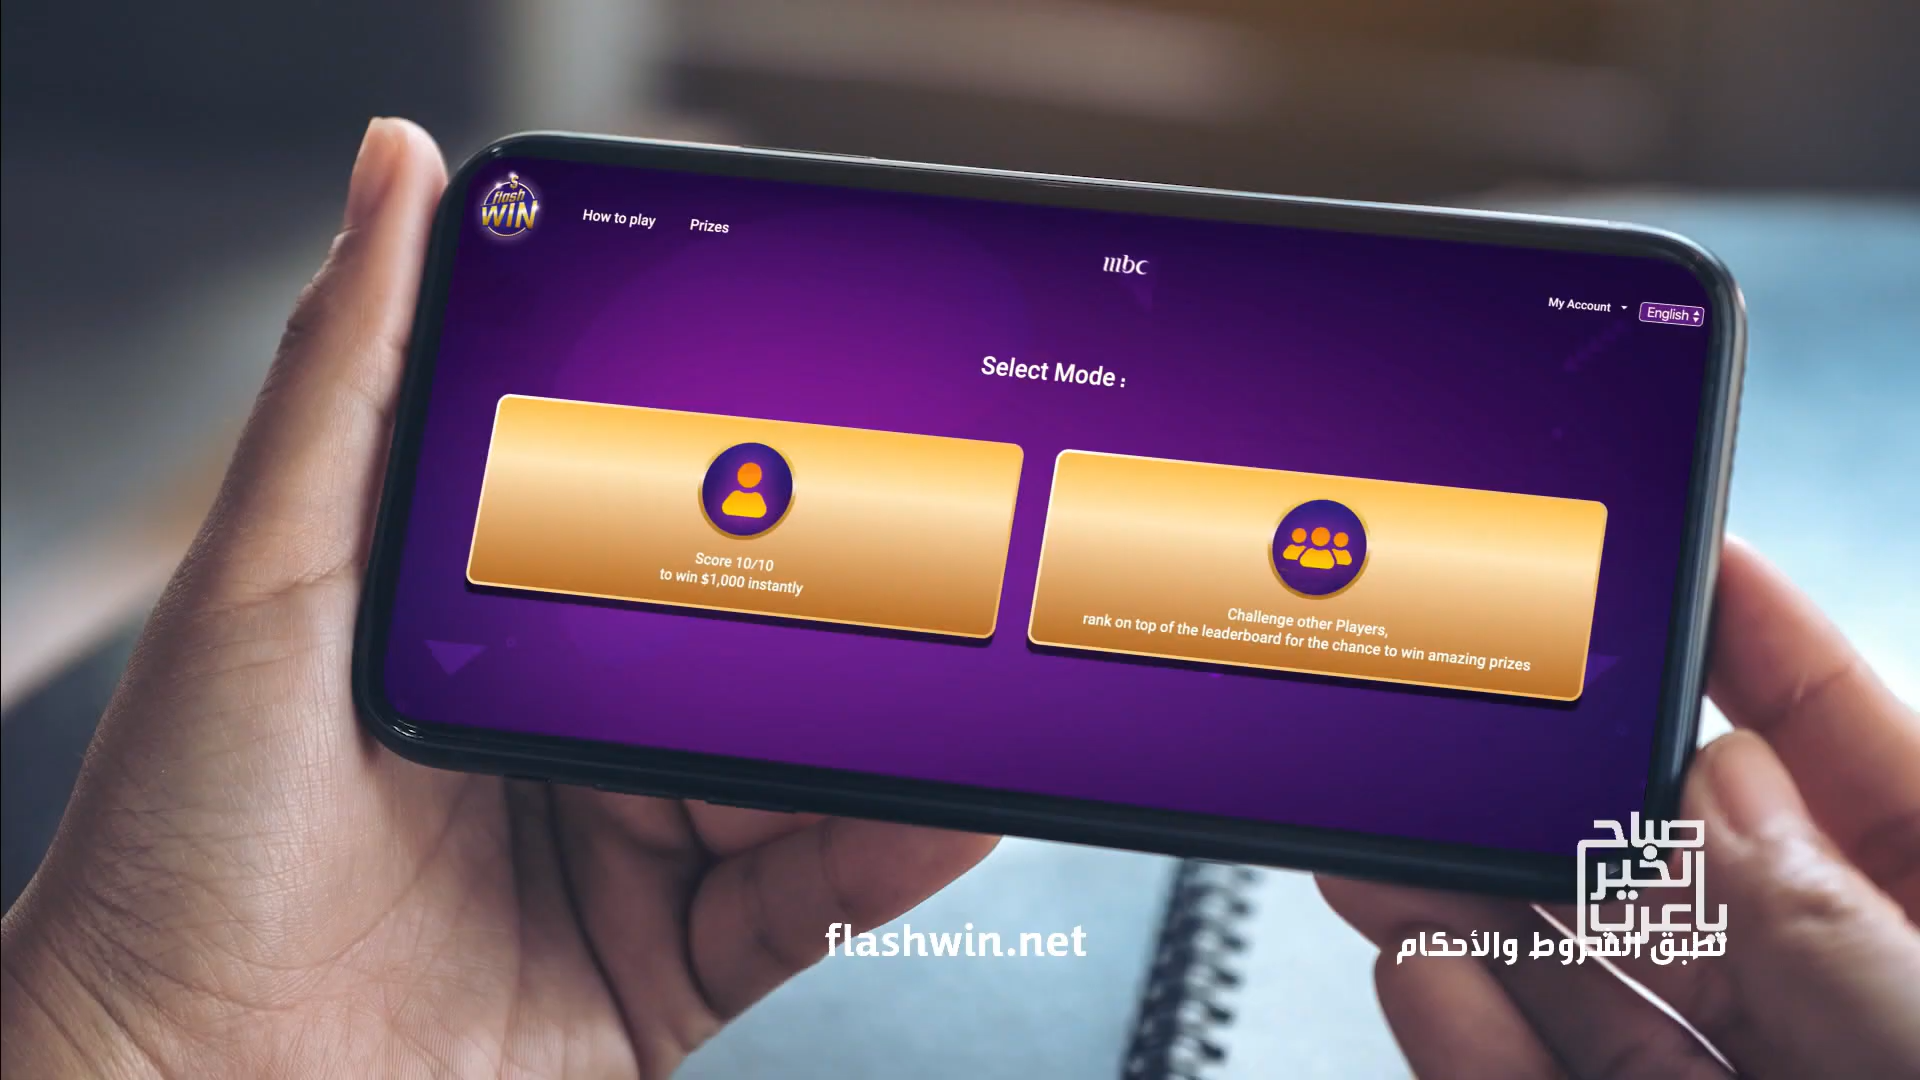 flash
WIN
How to play
Prizes
mbc
My Account
English
Select Mode :
Score 10/10
to win $1,000 instantly
Challenge other Players,
rank on top of the leaderboard for the chance to win amazing prizes
صباح
الخير
ياعرب
flashwin.net
تطبق الشروط والأحكام